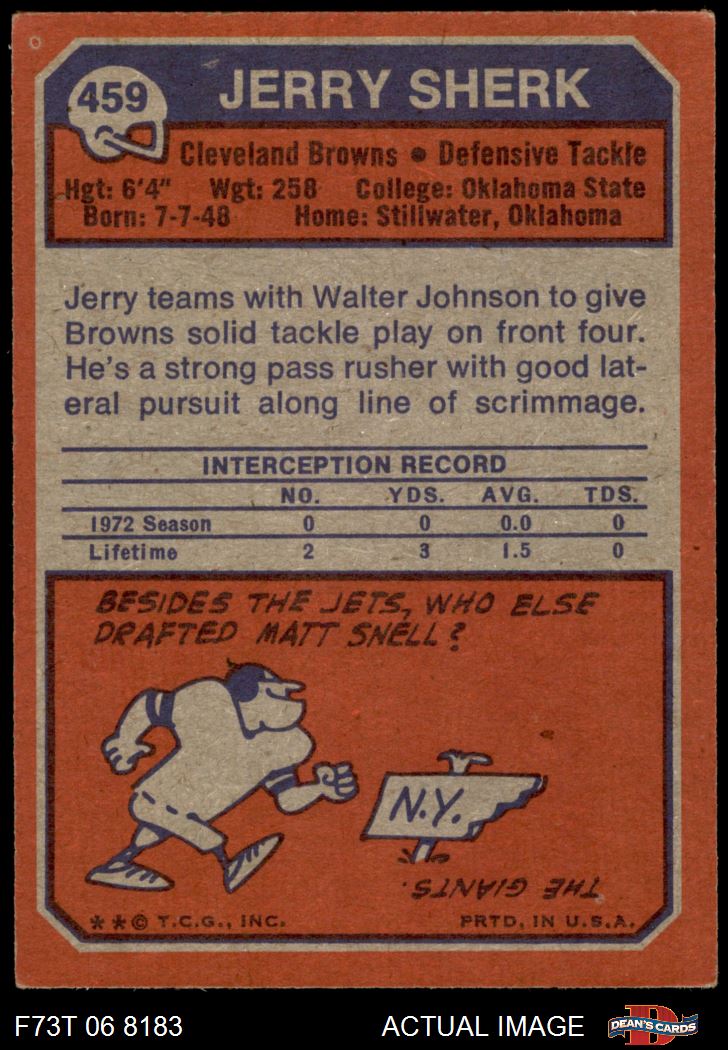 459
JERRY SHERK
Cleveland Browns • Defensive Tackle
Hgt: 6'4" Wgt: 258 College: Oklahoma State
Born: 7-7-48 Home: Stillwater, Oklahoma
Jerry teams with Walter Johnson to give
Browns solid tackle play on front four.
He's a strong pass rusher with good lat-
eral pursuit along line of scrimmage.
INTERCEPTION RECORD
NO. YDS. AVG. TDS.
1972 Season 0 0 0.0 0
Lifetime 2 3 1.5 0
BESIDES THE JETS, WHO ELSE
DRAFTED MATT SNELL?
N.Y.
THE GIANTS.
**© T.C.G., INC. PRTD. IN U.S.A.
F73T 06 8183 ACTUAL IMAGE D DEAN'S CARDS